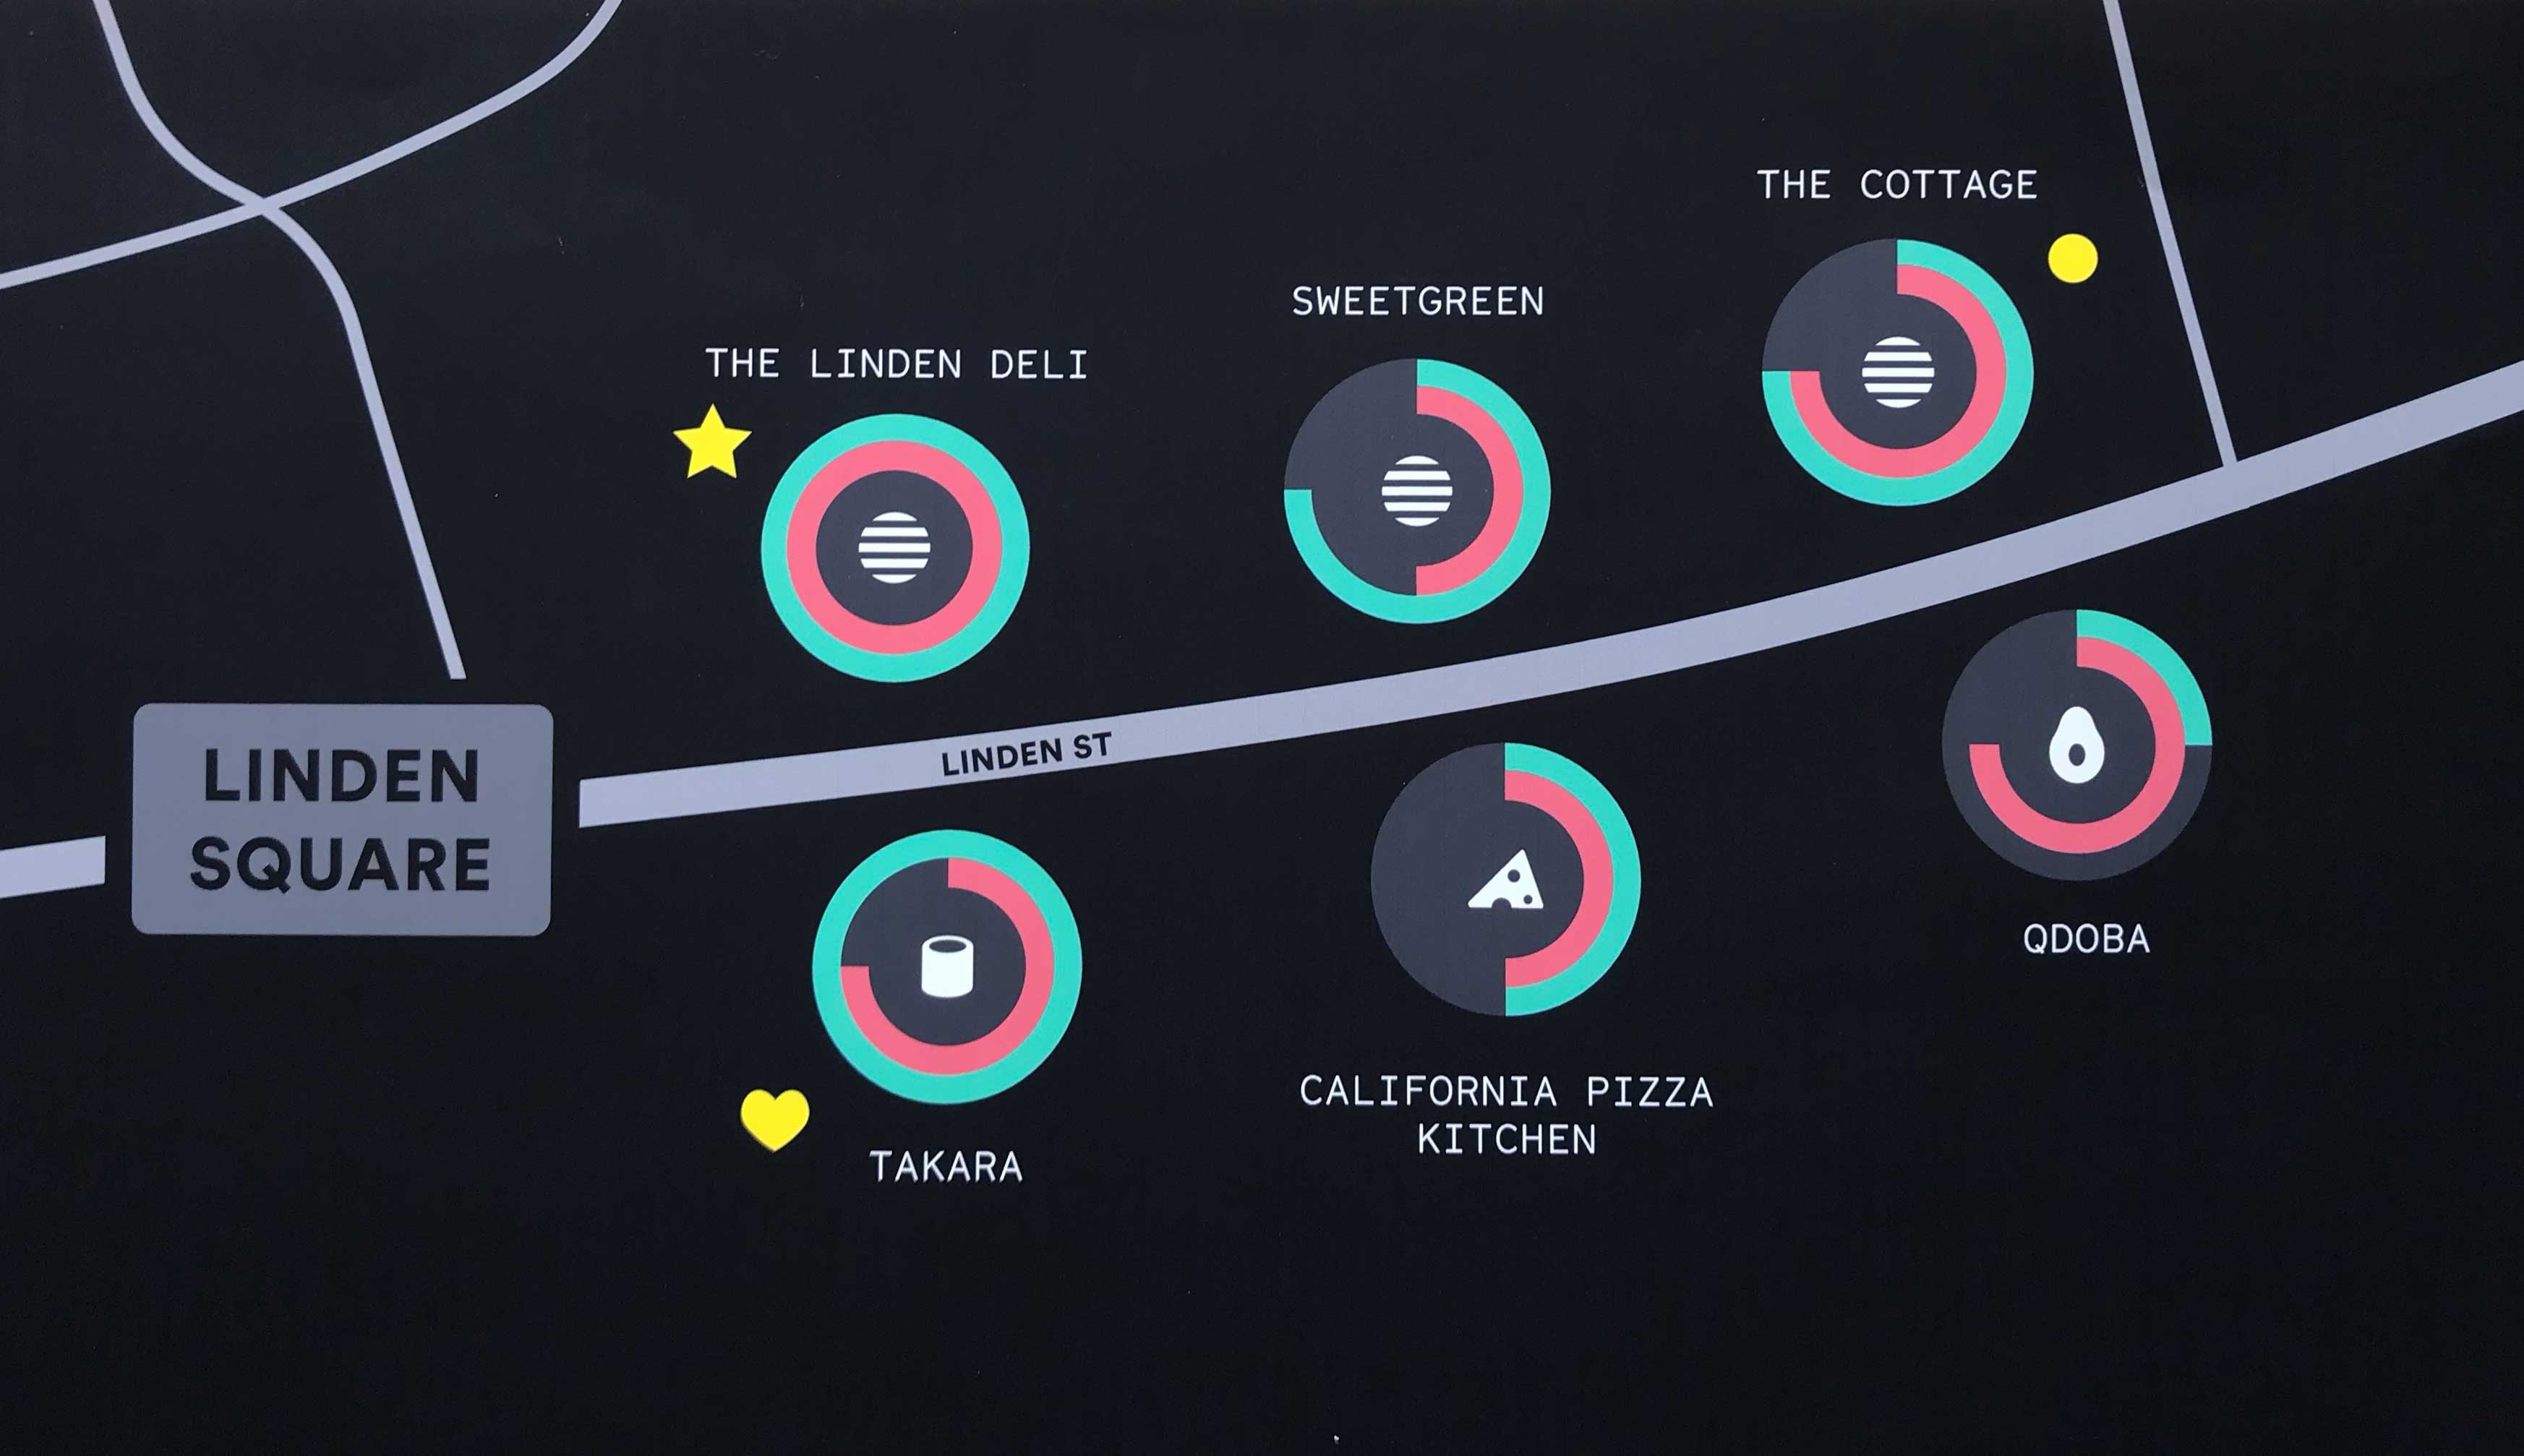 THE COTTAGE
SWEETGREEN
THE LINDEN DELI
LINDEN ST
LINDEN
SQUARE
QDOBA
CALIFORNIA PIZZA
KITCHEN
TAKARA